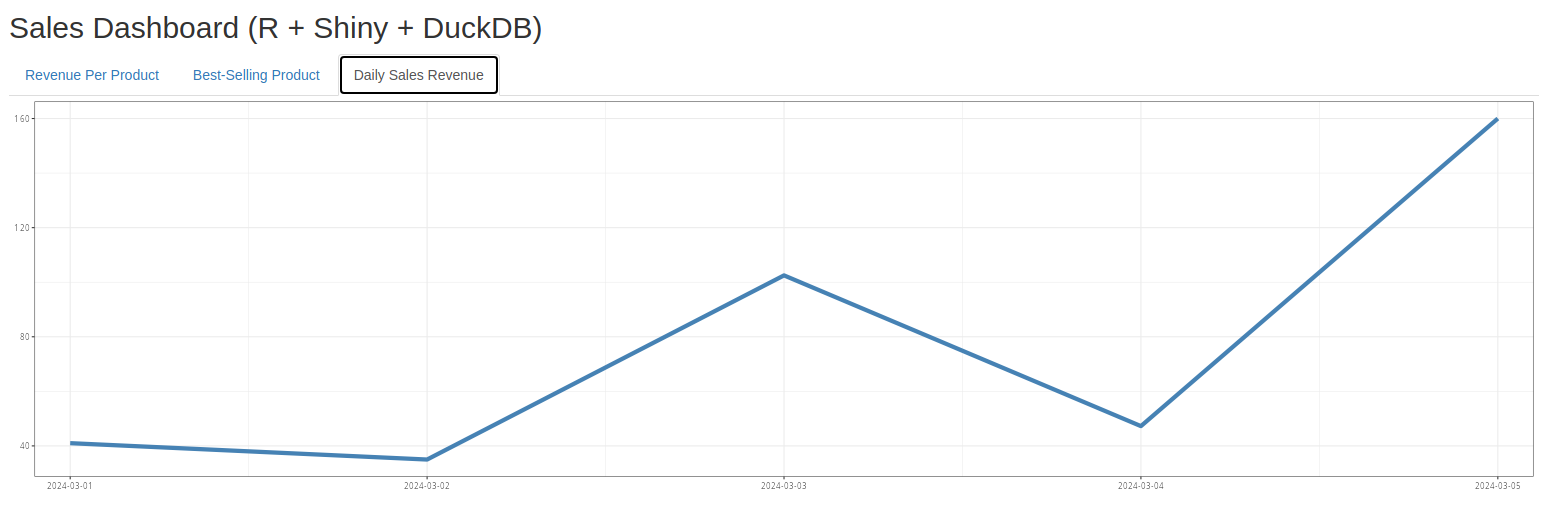 Sales Dashboard (R + Shiny + DuckDB)
Revenue Per Product Best-Selling Product Daily Sales Revenue
160
120
80
40
2024-03-01 2024-03-02 2024-03-03 2024-03-04 2024-03-05